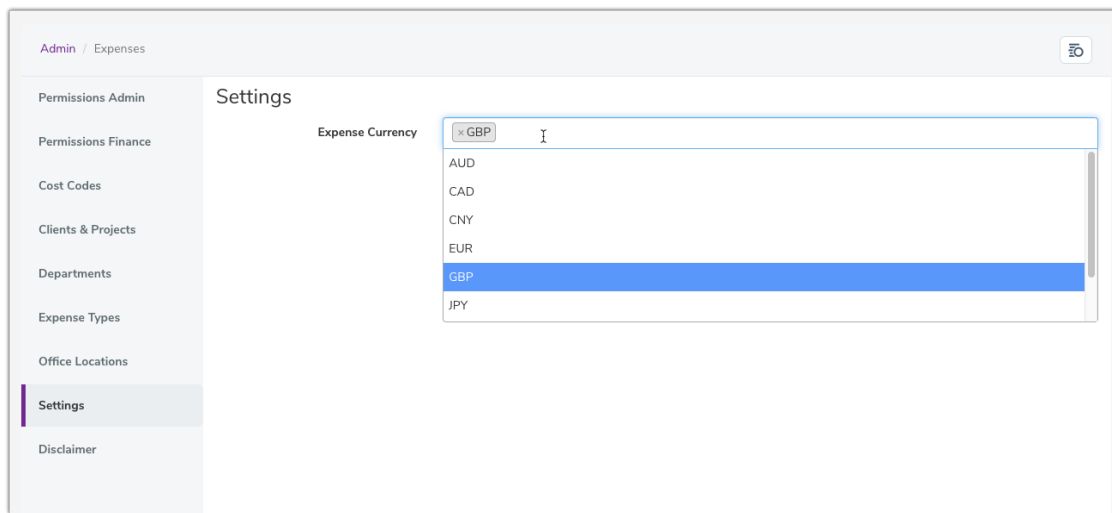 Admin / Expenses
Permissions Admin
Permissions Finance
Cost Codes
Clients & Projects
Departments
Expense Types
Office Locations
Settings
Disclaimer
Settings
Expense Currency
× GBP
AUD
CAD
CNY
EUR
GBP
JPY